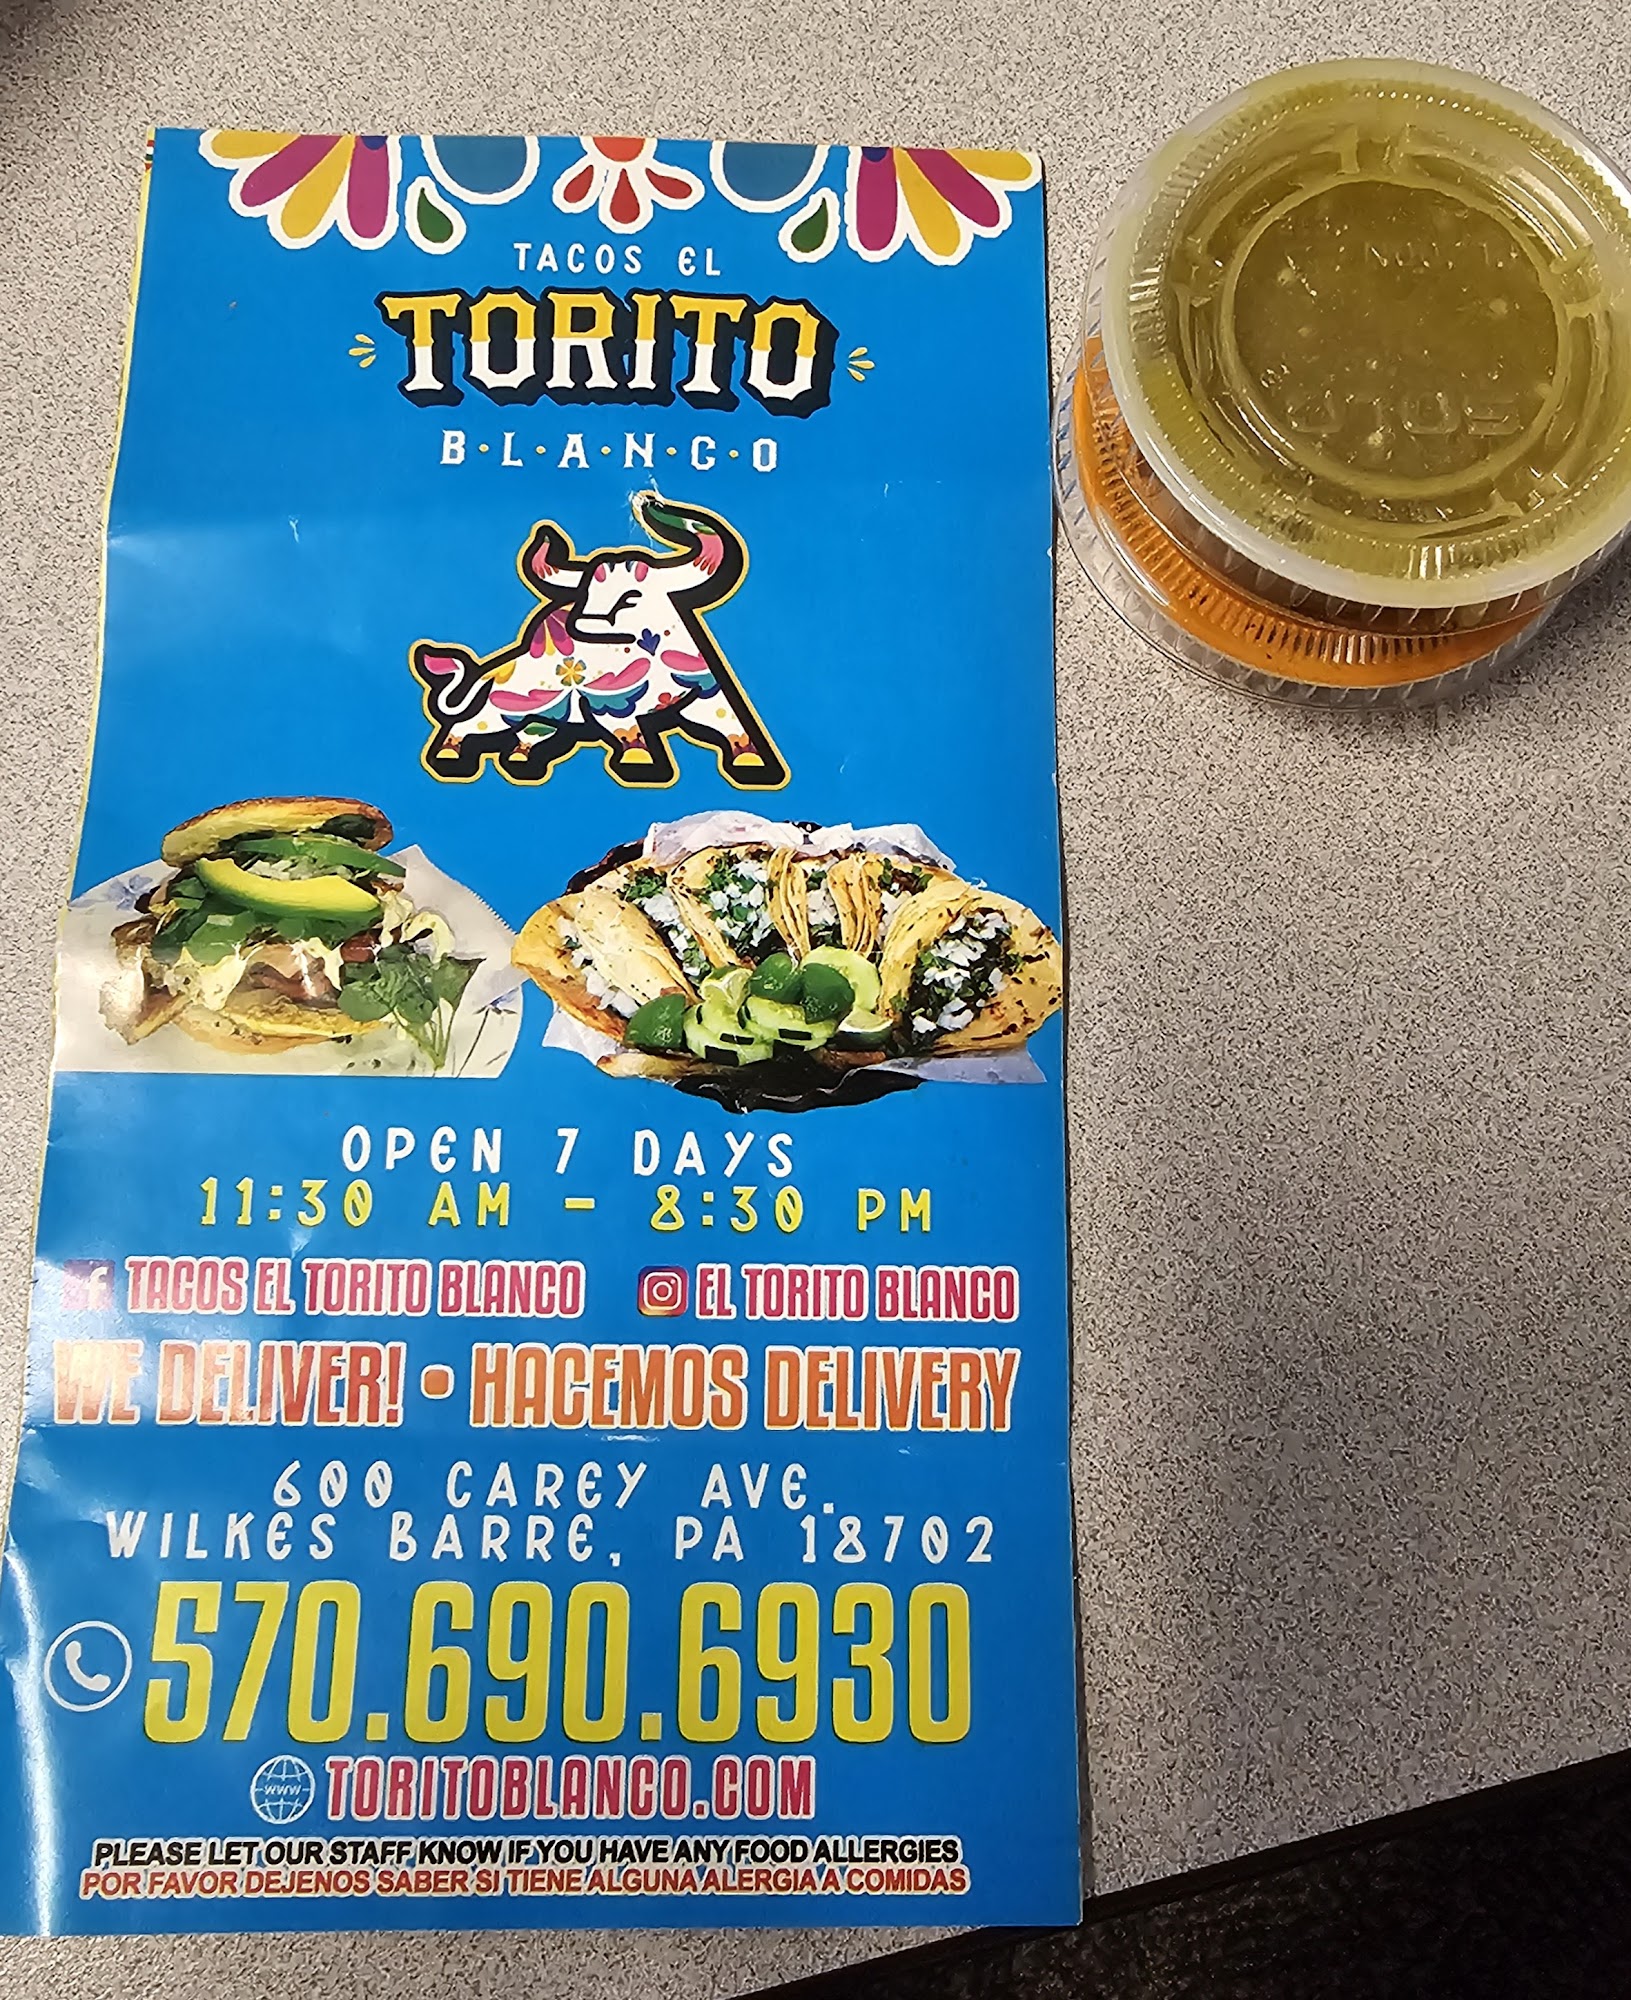 TACOS EL
TORITO
B·L·A·N·C·O
OPEN 7 DAYS
11:30 AM - 8:30 PM
f TACOS EL TORITO BLANCO EL TORITO BLANCO
WE DELIVER! • HACEMOS DELIVERY
600 CAREY AVE.
WILKES BARRE, PA 18702
570.690.6930
WWW TORITOBLANCO.COM
PLEASE LET OUR STAFF KNOW IF YOU HAVE ANY FOOD ALLERGIES
POR FAVOR DEJENOS SABER SI TIENE ALGUNA ALERGIA A COMIDAS
SOLO